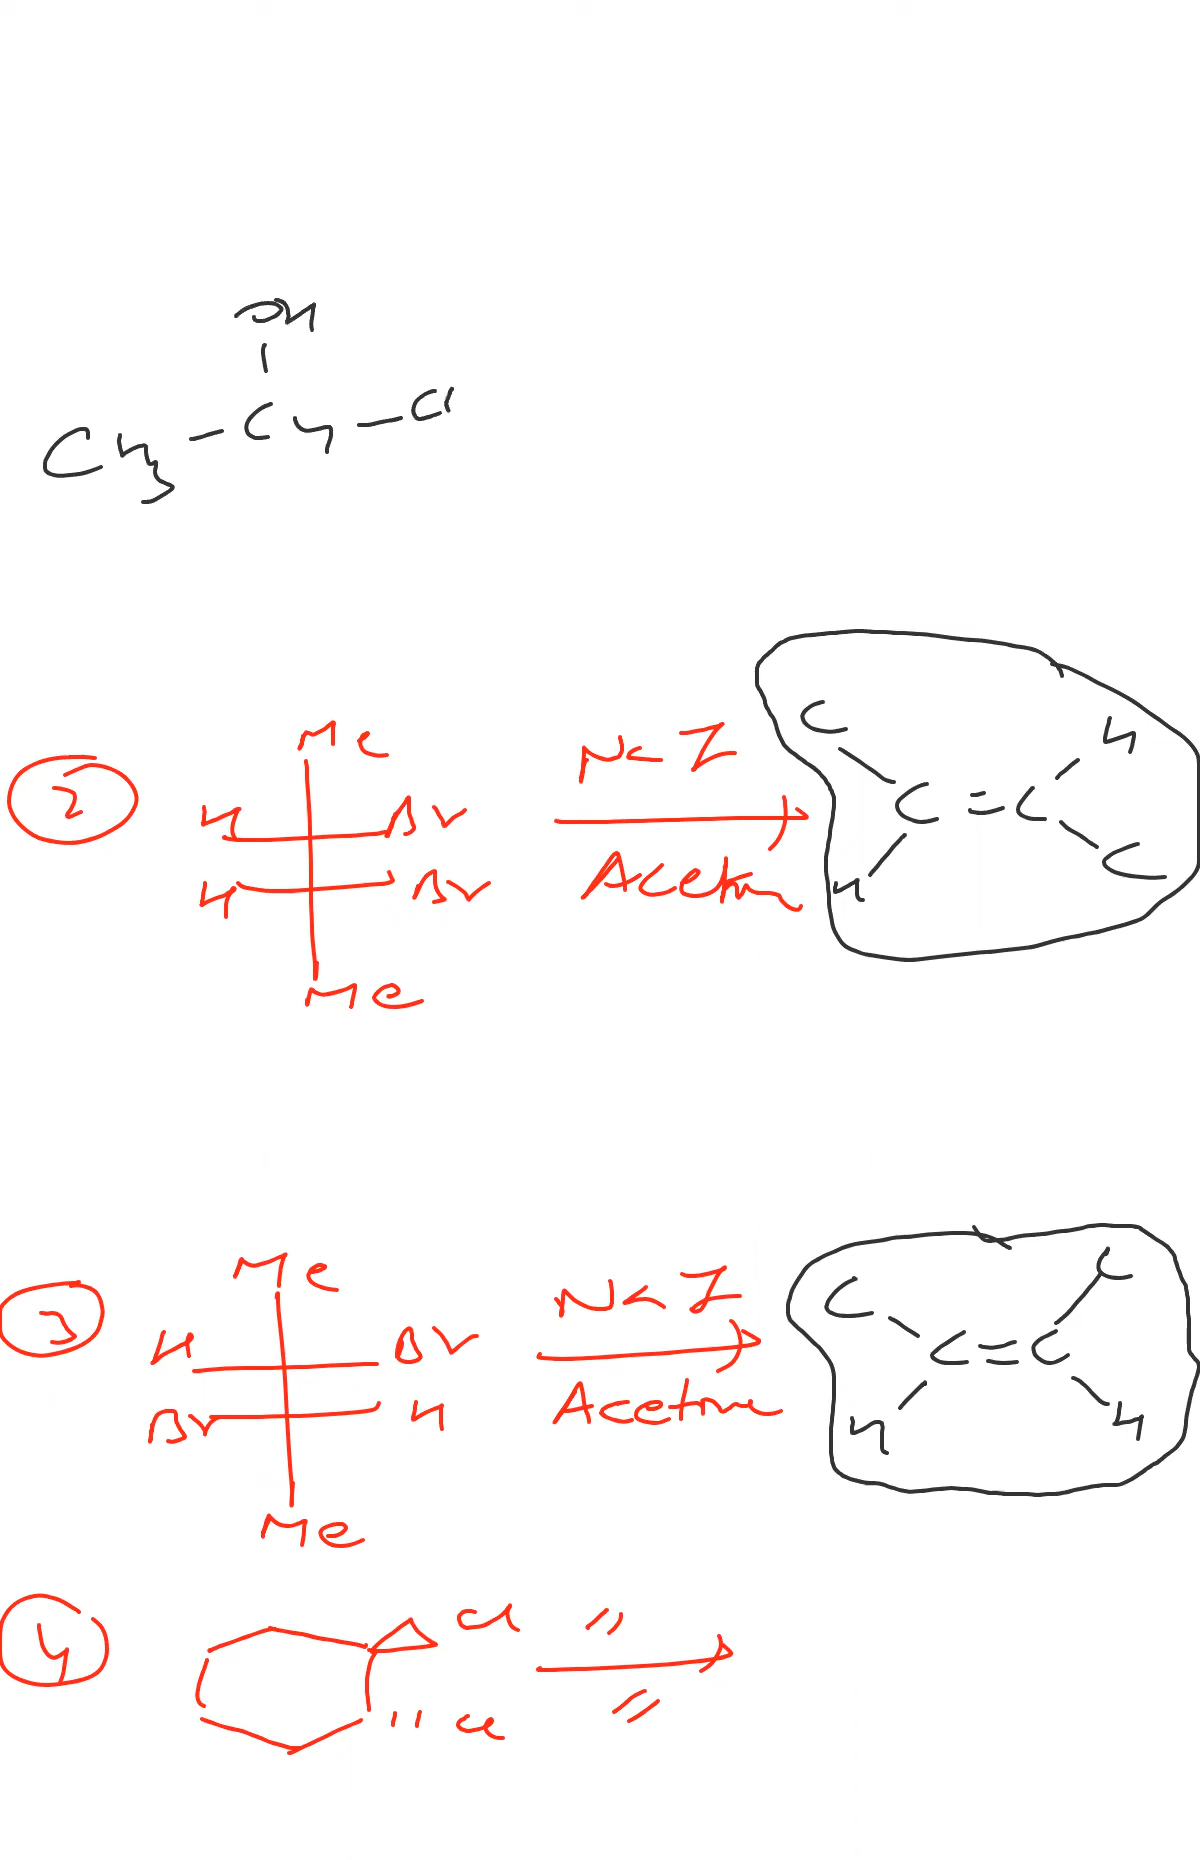 OH
CH3 - CH - Cl
2
Me
H Br
H Br
Me
NaI
Acetone
C H
C = C
H C
3
Me
H Br
Br H
Me
NaI
Acetone
C C
C = C
H H
4
Cl
"Cl
"
=